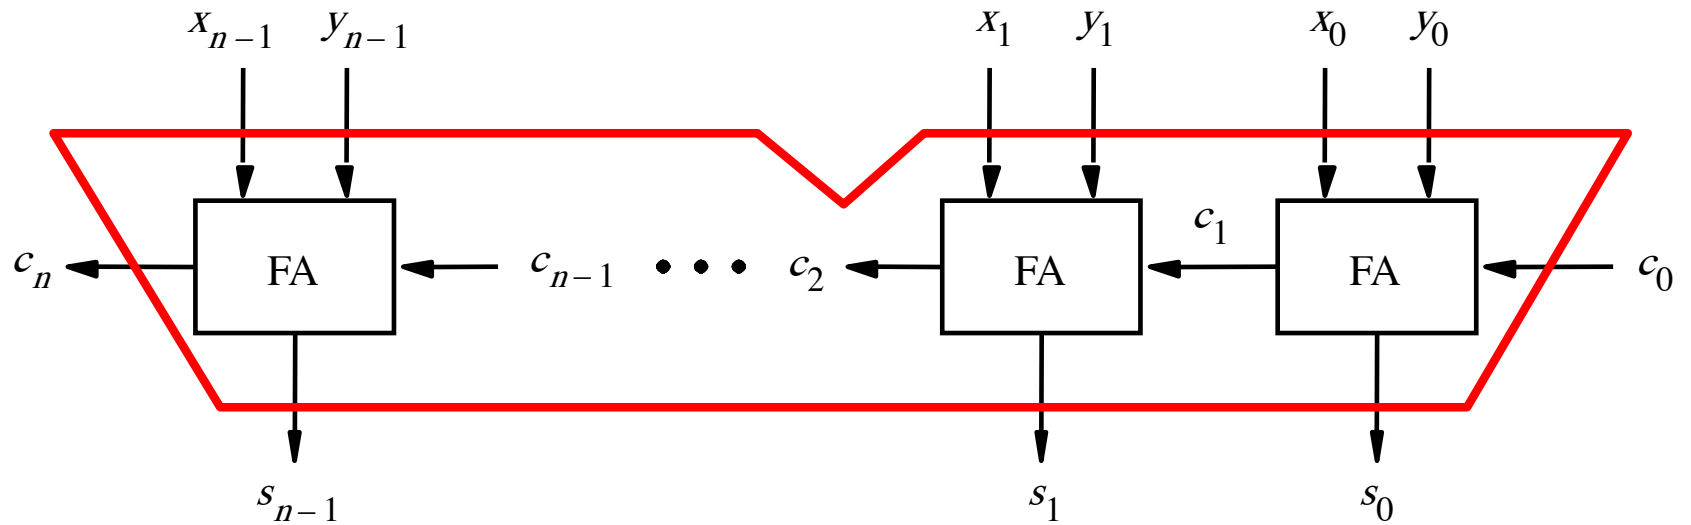 x_{n-1} y_{n-1} x_1 y_1 x_0 y_0
c_n FA c_{n-1} • • • c_2 FA c_1 FA c_0
s_{n-1} s_1 s_0